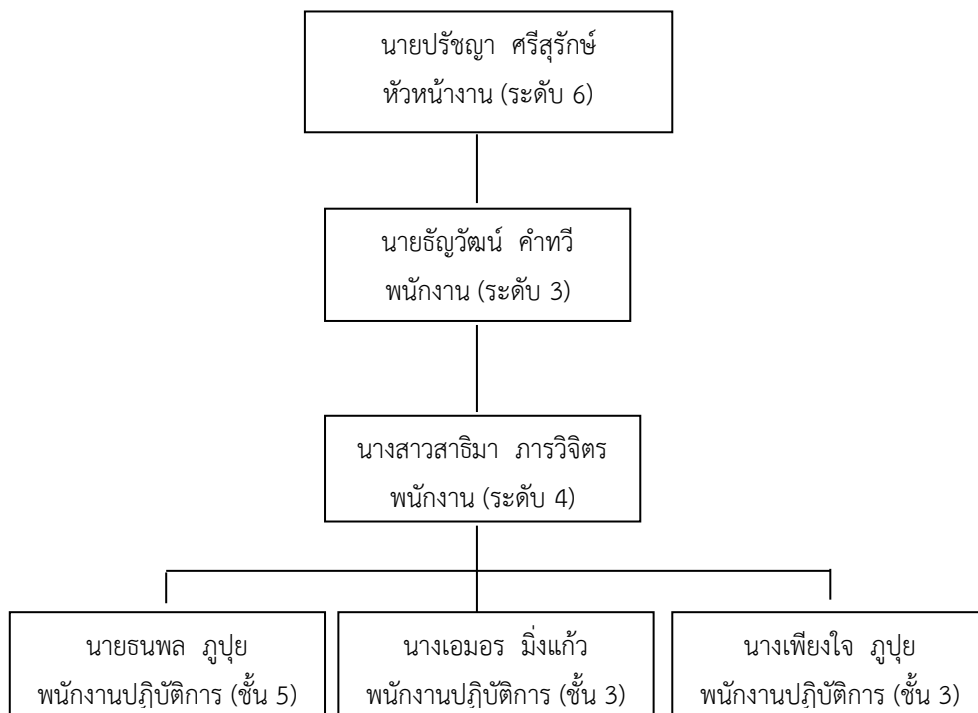 นายปรัชญา ศรีสุรักษ์
หัวหน้างาน (ระดับ 6)
นายธัญวัฒน์ คำทวี
พนักงาน (ระดับ 3)
นางสาวสาธิมา ภารวิจิตร
พนักงาน (ระดับ 4)
นายธนพล ภูปุย
พนักงานปฏิบัติการ (ชั้น 5)
นางเอมอร มิ่งแก้ว
พนักงานปฏิบัติการ (ชั้น 3)
นางเพียงใจ ภูปุย
พนักงานปฏิบัติการ (ชั้น 3)